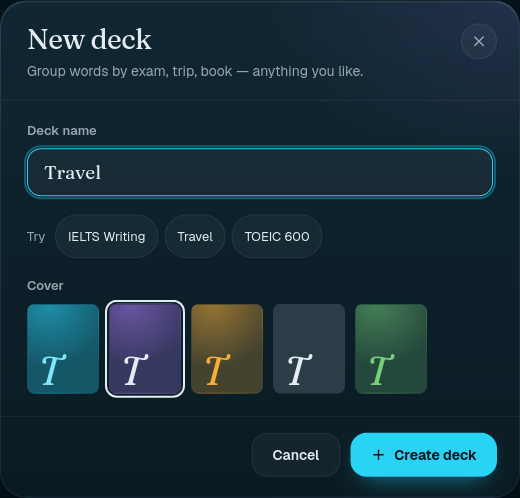 New deck
Group words by exam, trip, book — anything you like.
Deck name
Travel
Try IELTS Writing Travel TOEIC 600
Cover
T T T T T
Cancel + Create deck